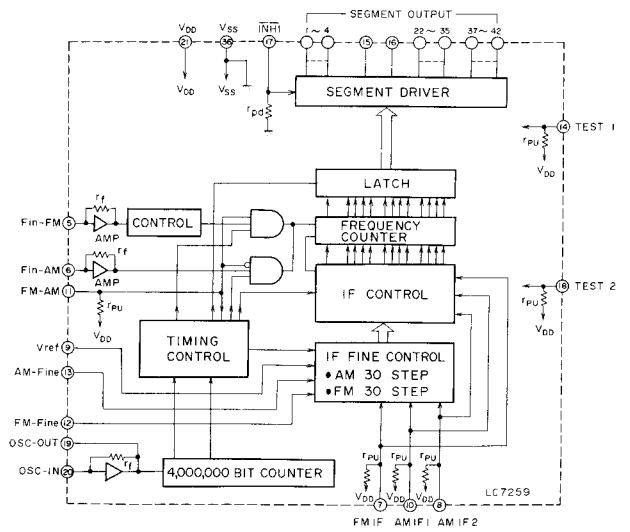 SEGMENT OUTPUT
VDD VSS INH1 1~4 22~35 37~42
21 36 17 15 16
VDD VSS rpd
SEGMENT DRIVER
14 TEST 1
rPU
VDD
LATCH
rf
Fin-FM 5 AMP CONTROL
FREQUENCY
COUNTER
rf
Fin-AM 6 AMP
FM-AM 11
rPU
VDD
IF CONTROL
18 TEST 2
rPU
VDD
TIMING
CONTROL
Vref 9
AM-Fine 13
IF FINE CONTROL
•AM 30 STEP
•FM 30 STEP
FM-Fine 12
OSC-OUT 19
OSC-IN 20 rf
4,000,000 BIT COUNTER
rPU rPU rPU
VDD VDD VDD
7 10 8
LC7259
FM IF AM IF1 AM IF2